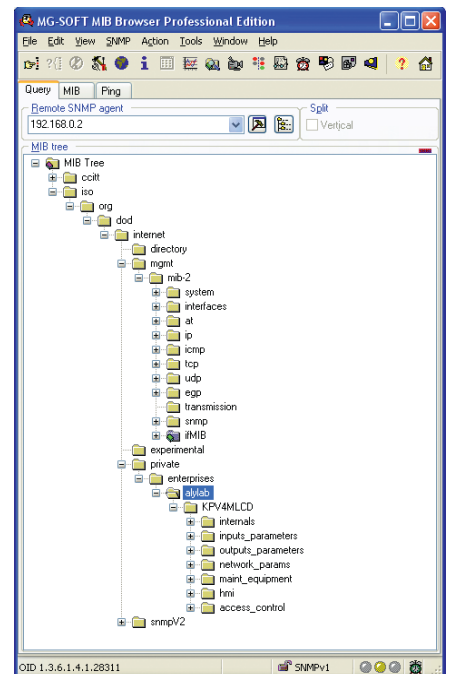 MG-SOFT MIB Browser Professional Edition
File Edit View SNMP Action Tools Window Help
Query MIB Ping
Remote SNMP agent
Split
192.168.0.2
Vertical
MIB tree
MIB Tree
ccitt
iso
org
dod
internet
directory
mgmt
mib-2
system
interfaces
at
ip
icmp
tcp
udp
egp
transmission
snmp
ifMIB
experimental
private
enterprises
alylab
KPV4MLCD
internals
inputs_parameters
outputs_parameters
network_params
maint_equipment
hmi
access_control
snmpV2
OID 1.3.6.1.4.1.28311 SNMPv1